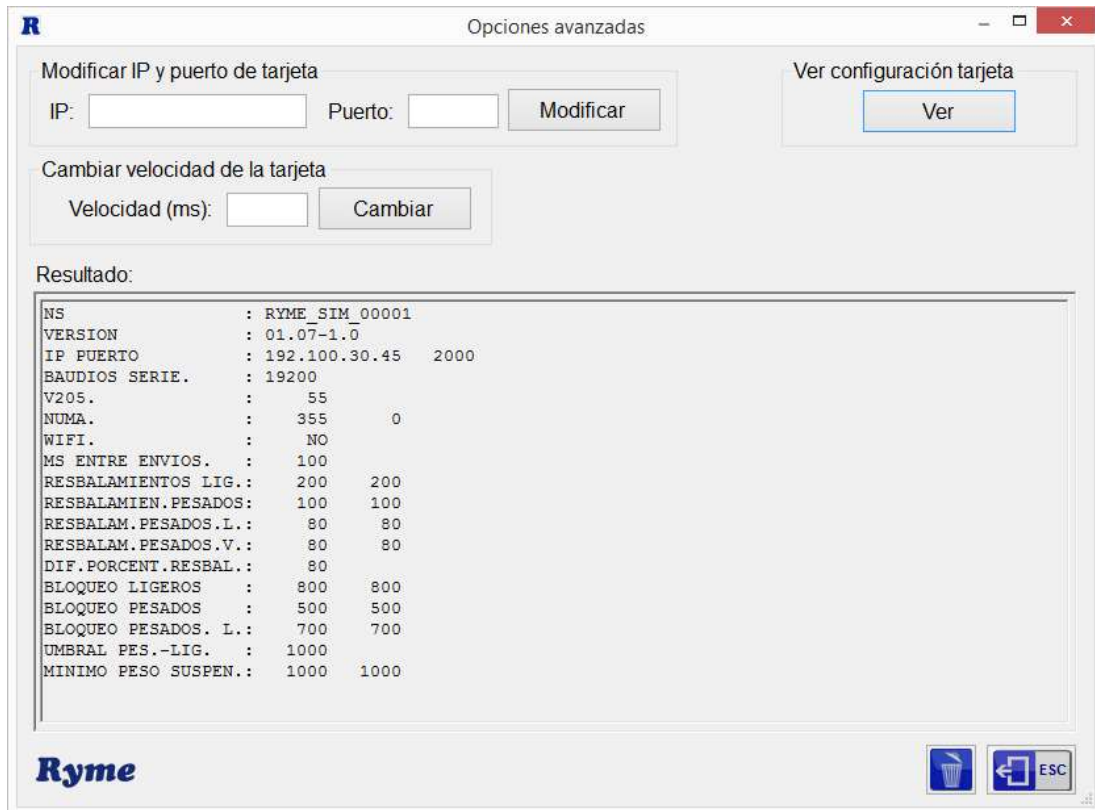 R Opciones avanzadas
Modificar IP y puerto de tarjeta
IP: Puerto: Modificar
Ver configuración tarjeta
Ver
Cambiar velocidad de la tarjeta
Velocidad (ms): Cambiar
Resultado:
NS : RYME_SIM_00001
VERSION : 01.07-1.0
IP PUERTO : 192.100.30.45 2000
BAUDIOS SERIE. : 19200
V205. : 55
NUMA. : 355 0
WIFI. : NO
MS ENTRE ENVIOS. : 100
RESBALAMIENTOS LIG.: 200 200
RESBALAMIEN.PESADOS: 100 100
RESBALAM.PESADOS.L.: 80 80
RESBALAM.PESADOS.V.: 80 80
DIF.PORCENT.RESBAL.: 80
BLOQUEO LIGEROS : 800 800
BLOQUEO PESADOS : 500 500
BLOQUEO PESADOS. L.: 700 700
UMBRAL PES.-LIG. : 1000
MINIMO PESO SUSPEN.: 1000 1000
Ryme
ESC